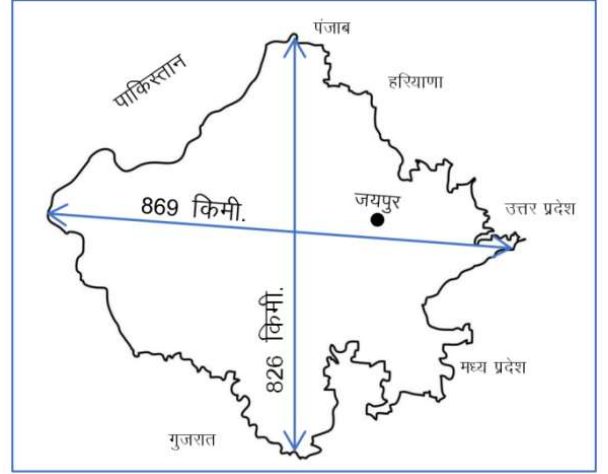 पंजाब
पाकिस्तान
हरियाणा
869 किमी.
जयपुर
उत्तर प्रदेश
826 किमी.
मध्य प्रदेश
गुजरात